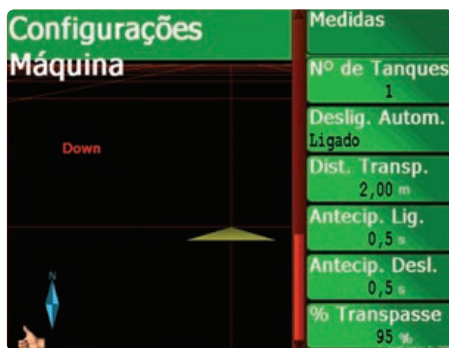 Configurações
Máquina
Down
N
Medidas
Nº de Tanques
1
Deslig. Autom.
Ligado
Dist. Transp.
2,00 m
Antecip. Lig.
0,5 s
Antecip. Desl.
0,5 s
% Transpasse
95 %